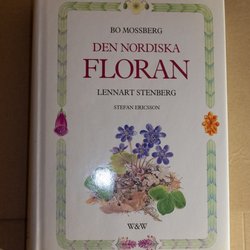 BO MOSSBERG
DEN NORDISKA
FLORAN
LENNART STENBERG
STEFAN ERICSSON
W&W